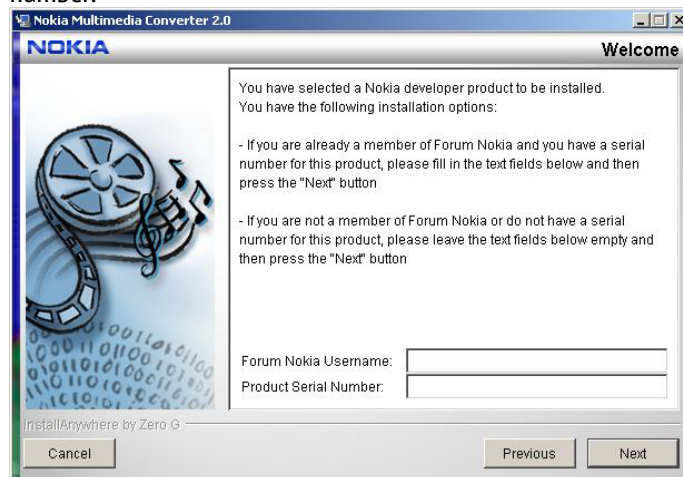 number.
Nokia Multimedia Converter 2.0
NOKIA
Welcome
You have selected a Nokia developer product to be installed.
You have the following installation options:
- If you are already a member of Forum Nokia and you have a serial
number for this product, please fill in the text fields below and then
press the "Next" button
- If you are not a member of Forum Nokia or do not have a serial
number for this product, please leave the text fields below empty and
then press the "Next" button
Forum Nokia Username:
Product Serial Number:
InstallAnywhere by Zero G
Cancel
Previous
Next